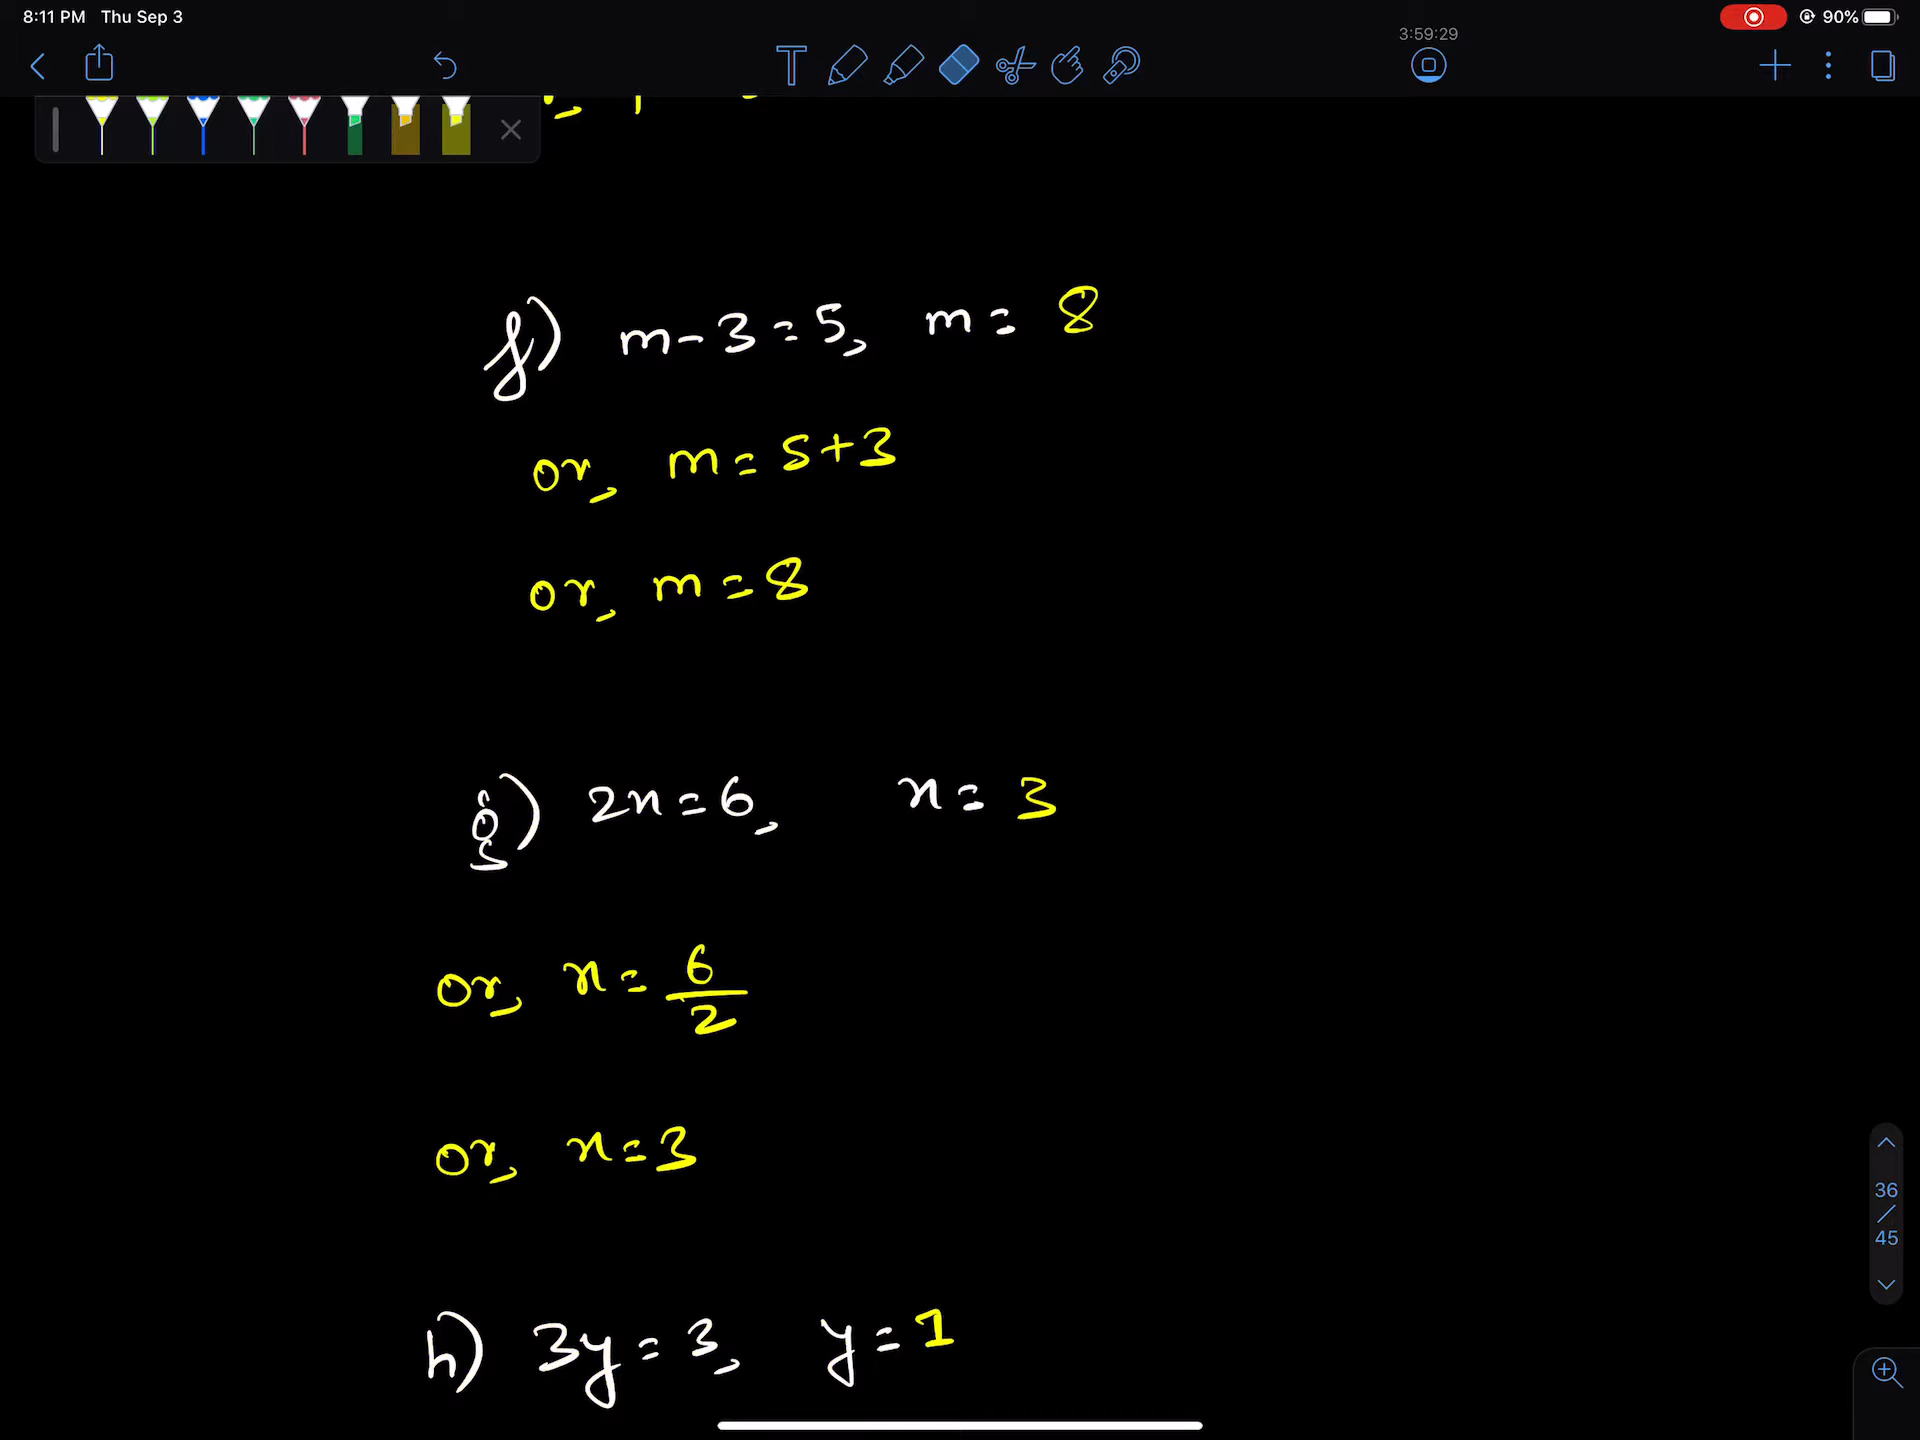 8:11 PM Thu Sep 3
90%
3:59:29
f) m-3=5, m= 8
or, m= 5+3
or, m=8
g) 2x=6, x= 3
or, x= 6/2
or, x=3
36
/
45
h) 3y=3, y=1